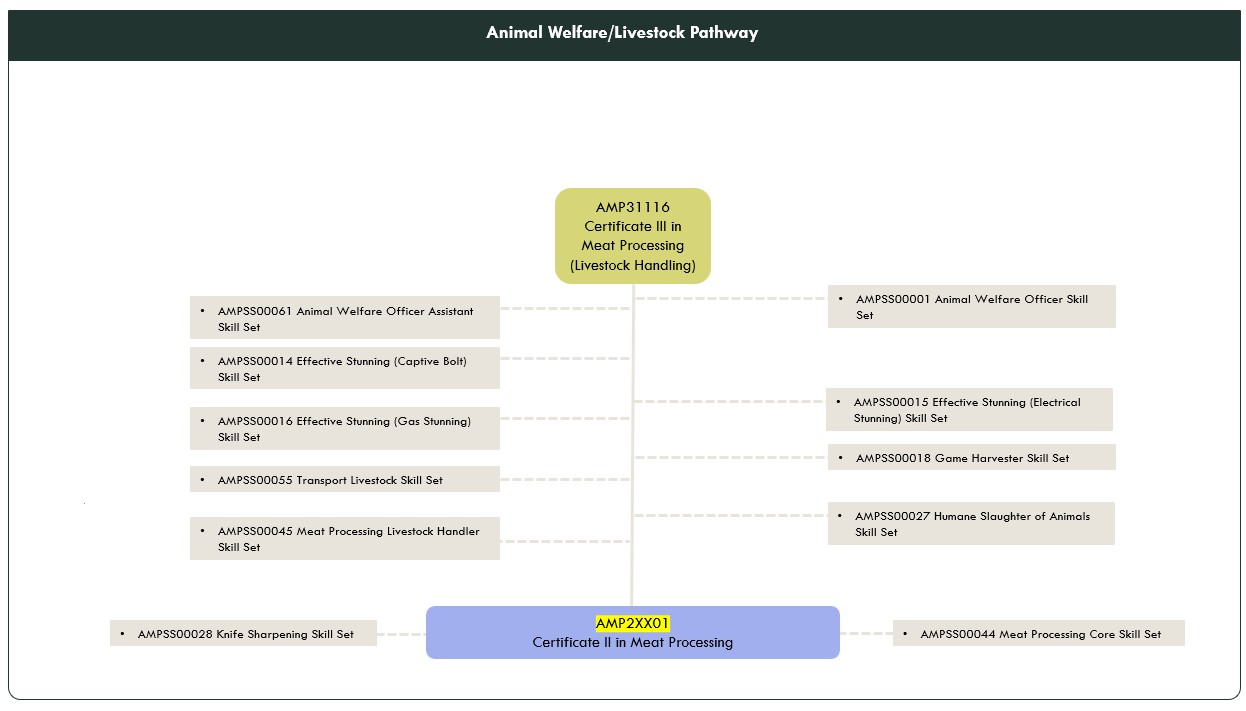 Animal Welfare/Livestock Pathway
AMP31116
Certificate III in
Meat Processing
(Livestock Handling)
• AMPSS00061 Animal Welfare Officer Assistant
Skill Set
• AMPSS00014 Effective Stunning (Captive Bolt)
Skill Set
• AMPSS00016 Effective Stunning (Gas Stunning)
Skill Set
• AMPSS00055 Transport Livestock Skill Set
• AMPSS00045 Meat Processing Livestock Handler
Skill Set
• AMPSS00001 Animal Welfare Officer Skill
Set
• AMPSS00015 Effective Stunning (Electrical
Stunning) Skill Set
• AMPSS00018 Game Harvester Skill Set
• AMPSS00027 Humane Slaughter of Animals
Skill Set
• AMPSS00028 Knife Sharpening Skill Set
AMP2XX01
Certificate II in Meat Processing
• AMPSS00044 Meat Processing Core Skill Set